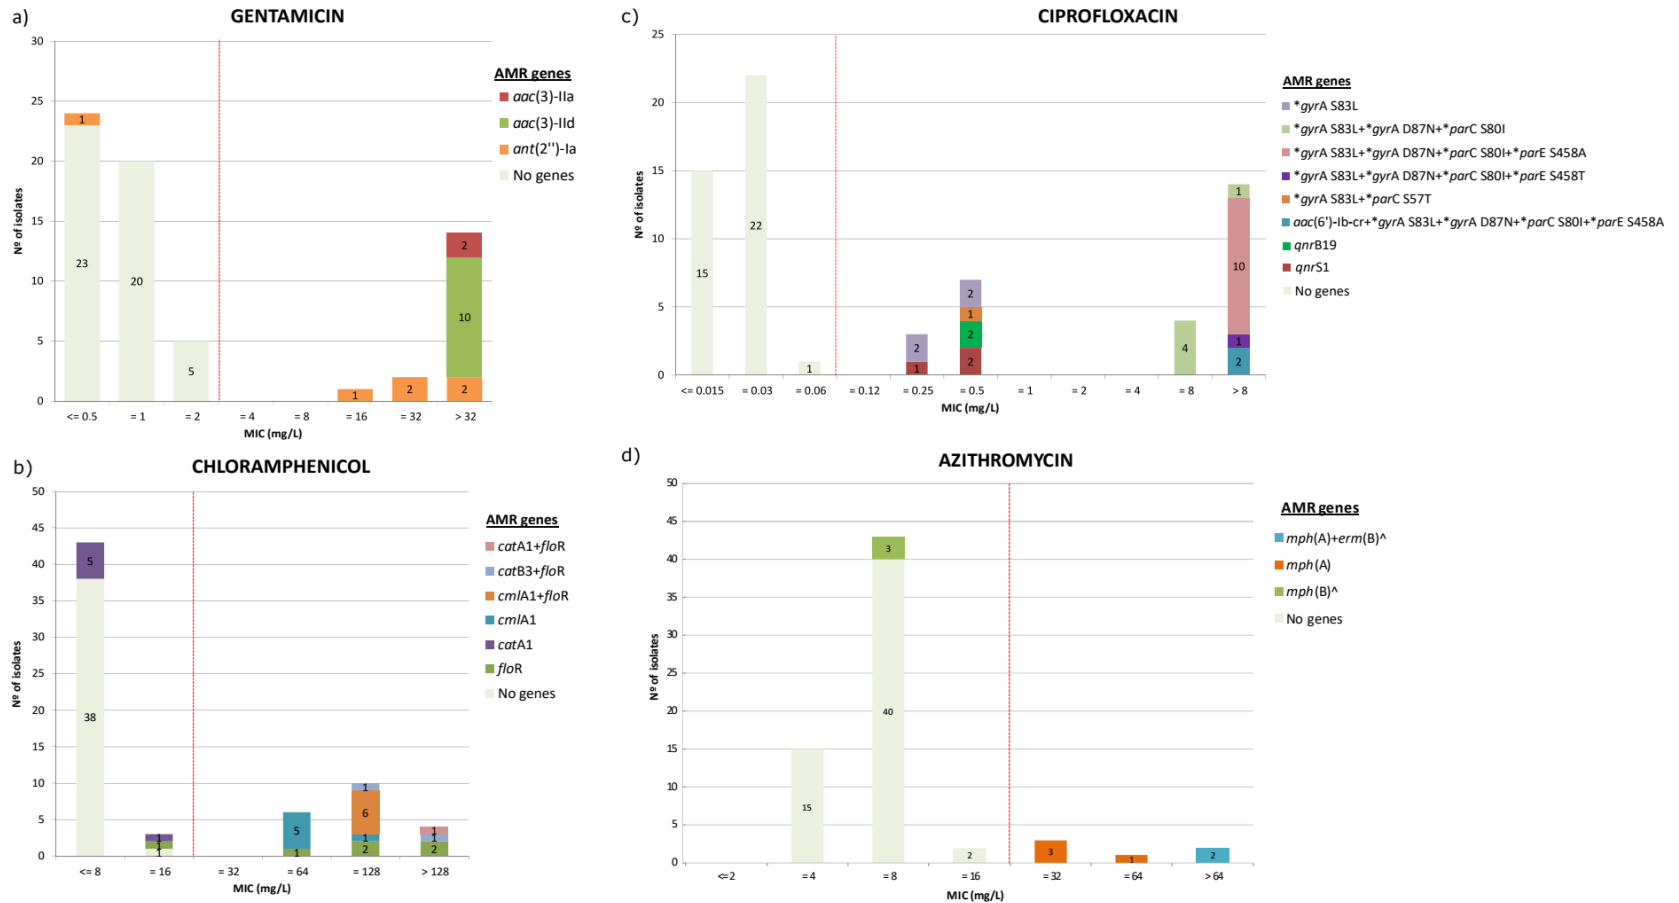 a)
GENTAMICIN
30
25
20
15
10
5
0
Nº of isolates
1
23
20
5
1
2
2
10
2
<= 0.5 = 1 = 2 = 4 = 8 = 16 = 32 > 32
MIC (mg/L)
AMR genes
aac(3)-IIa
aac(3)-IId
ant(2'')-Ia
No genes
b)
CHLORAMPHENICOL
50
45
40
35
30
25
20
15
10
5
0
Nº of isolates
5
38
1
1
1
5
1
1
6
1
2
1
1
2
<= 8 = 16 = 32 = 64 = 128 > 128
MIC (mg/L)
AMR genes
catA1+floR
catB3+floR
cmlA1+floR
cmlA1
catA1
floR
No genes
c)
CIPROFLOXACIN
25
20
15
10
5
0
Nº of isolates
15
22
1
2
1
2
1
2
2
4
1
10
1
2
<= 0.015 = 0.03 = 0.06 = 0.12 = 0.25 = 0.5 = 1 = 2 = 4 = 8 > 8
MIC (mg/L)
AMR genes
*gyrA S83L
*gyrA S83L+*gyrA D87N+*parC S80I
*gyrA S83L+*gyrA D87N+*parC S80I+*parE S458A
*gyrA S83L+*gyrA D87N+*parC S80I+*parE S458T
*gyrA S83L+*parC S57T
aac(6')-Ib-cr+*gyrA S83L+*gyrA D87N+*parC S80I+*parE S458A
qnrB19
qnrS1
No genes
d)
AZITHROMYCIN
50
45
40
35
30
25
20
15
10
5
0
Nº of isolates
15
3
40
2
3
1
2
<=2 =4 =8 =16 =32 =64 >64
MIC (mg/L)
AMR genes
mph(A)+erm(B)^
mph(A)
mph(B)^
No genes